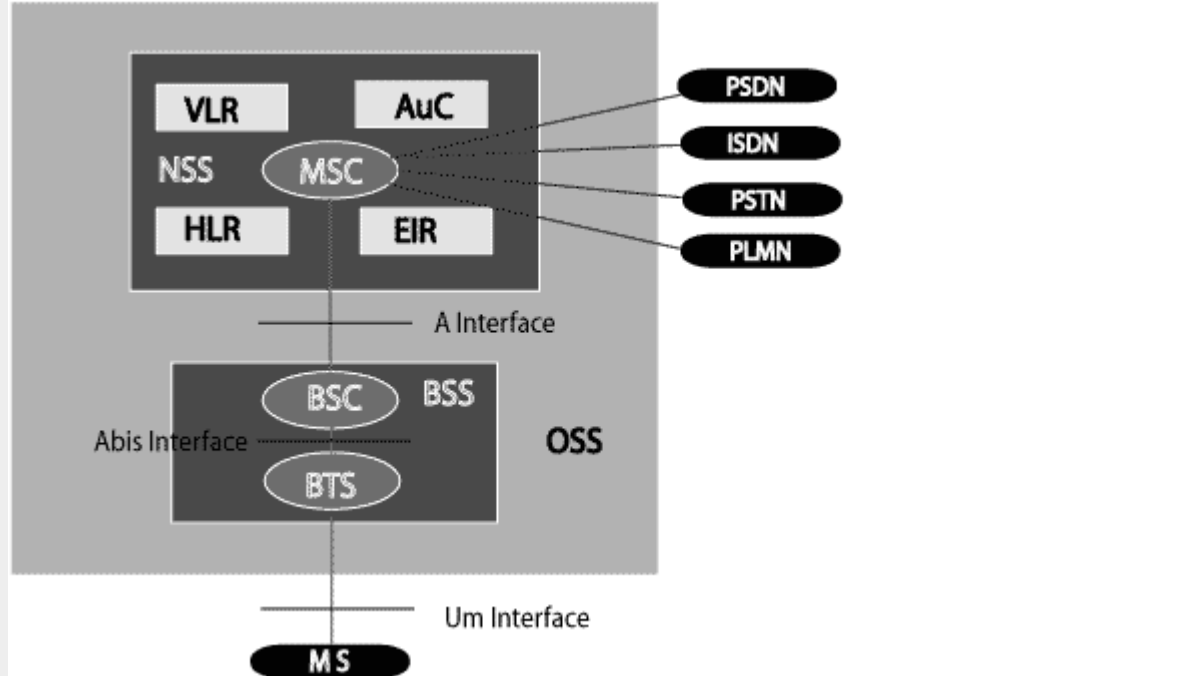 VLR
AuC
PSDN
NSS
MSC
ISDN
HLR
EIR
PSTN
PLMN
A Interface
BSC
BSS
Abis Interface
OSS
BTS
Um Interface
MS